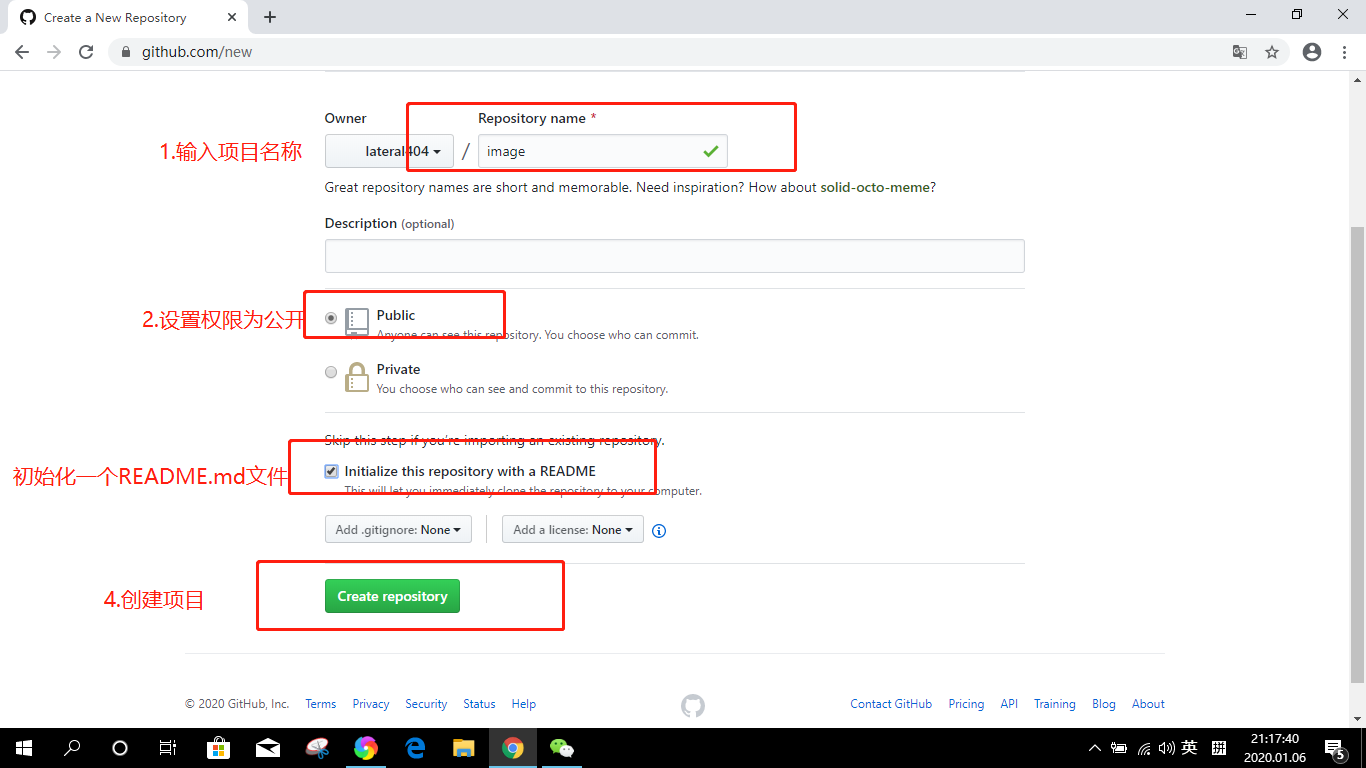 Create a New Repository
github.com/new
Owner
Repository name *
1.输入项目名称
lateral404 / image
Great repository names are short and memorable. Need inspiration? How about solid-octo-meme?
Description (optional)
2.设置权限为公开
Public
Anyone can see this repository. You choose who can commit.
Private
You choose who can see and commit to this repository.
Skip this step if you're importing an existing repository.
初始化一个README.md文件
Initialize this repository with a README
This will let you immediately clone the repository to your computer.
Add .gitignore: None
Add a license: None
4.创建项目
Create repository
© 2020 GitHub, Inc. Terms Privacy Security Status Help
Contact GitHub Pricing API Training Blog About
英
21:17:40
2020.01.06
5